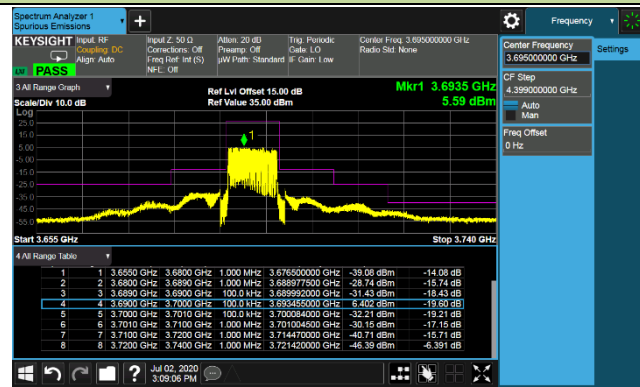 Spectrum Analyzer 1
Spurious Emissions
Frequency
KEYSIGHT
Input: RF
Coupling: DC
Align: Auto
Input Z: 50 Ω
Corrections: Off
Freq Ref: Int (S)
NFE: Off
Atten: 20 dB
Preamp: Off
µW Path: Standard
Trig: Periodic
Gate: LO
IF Gain: Low
Center Freq: 3.695000000 GHz
Radio Std: None
PASS
3 All Range Graph
Scale/Div 10.0 dB
Ref Lvl Offset 15.00 dB
Ref Value 35.00 dBm
Mkr1 3.6935 GHz
5.59 dBm
Log
25.0
15.0
5.00
-5.00
-15.0
-25.0
-35.0
-45.0
-55.0
1
Start 3.655 GHz
Stop 3.740 GHz
4 All Range Table
1 1 3.6550 GHz 3.6800 GHz 1.000 MHz 3.676500000 GHz -39.08 dBm -14.08 dB
2 2 3.6800 GHz 3.6890 GHz 1.000 MHz 3.688977500 GHz -28.74 dBm -15.74 dB
3 3 3.6890 GHz 3.6900 GHz 100.0 kHz 3.689992000 GHz -31.43 dBm -18.43 dB
4 4 3.6900 GHz 3.7000 GHz 100.0 kHz 3.693455000 GHz 6.402 dBm -19.60 dB
5 5 3.7000 GHz 3.7010 GHz 100.0 kHz 3.700084000 GHz -32.21 dBm -19.21 dB
6 6 3.7010 GHz 3.7100 GHz 1.000 MHz 3.701004500 GHz -30.15 dBm -17.15 dB
7 7 3.7100 GHz 3.7200 GHz 1.000 MHz 3.714470000 GHz -40.71 dBm -15.71 dB
8 8 3.7200 GHz 3.7400 GHz 1.000 MHz 3.721420000 GHz -46.39 dBm -6.391 dB
Center Frequency
3.695000000 GHz
Settings
CF Step
4.399000000 GHz
Auto
Man
Freq Offset
0 Hz
Jul 02, 2020
3:09:06 PM